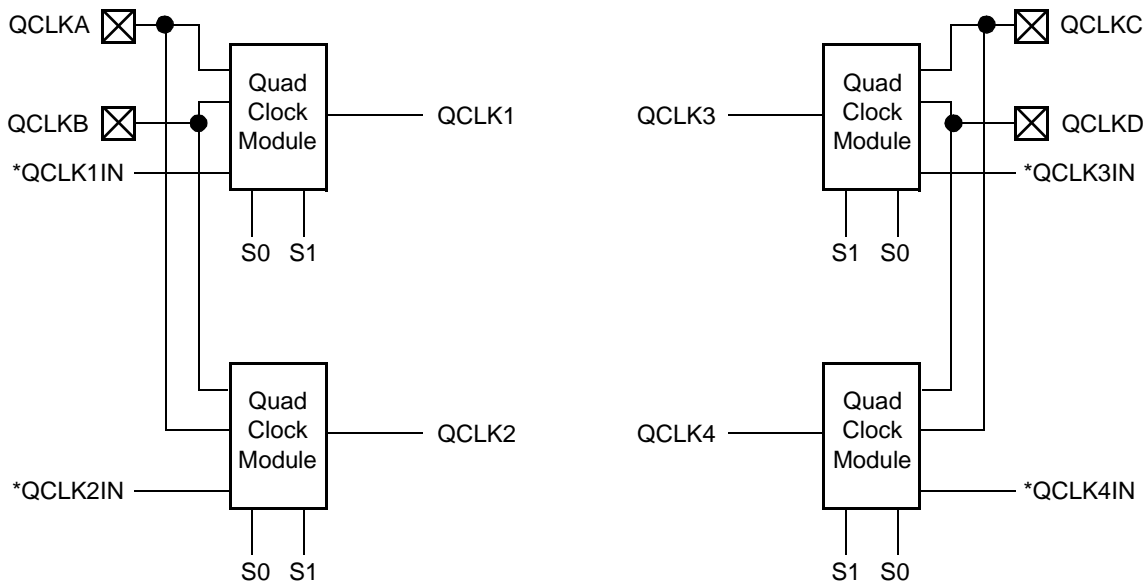 QCLKA
QCLKC
Quad
Clock
Module
Quad
Clock
Module
QCLKB
QCLK1
QCLK3
QCLKD
*QCLK1IN
*QCLK3IN
S0 S1
S1 S0
Quad
Clock
Module
Quad
Clock
Module
QCLK2
QCLK4
*QCLK2IN
*QCLK4IN
S0 S1
S1 S0